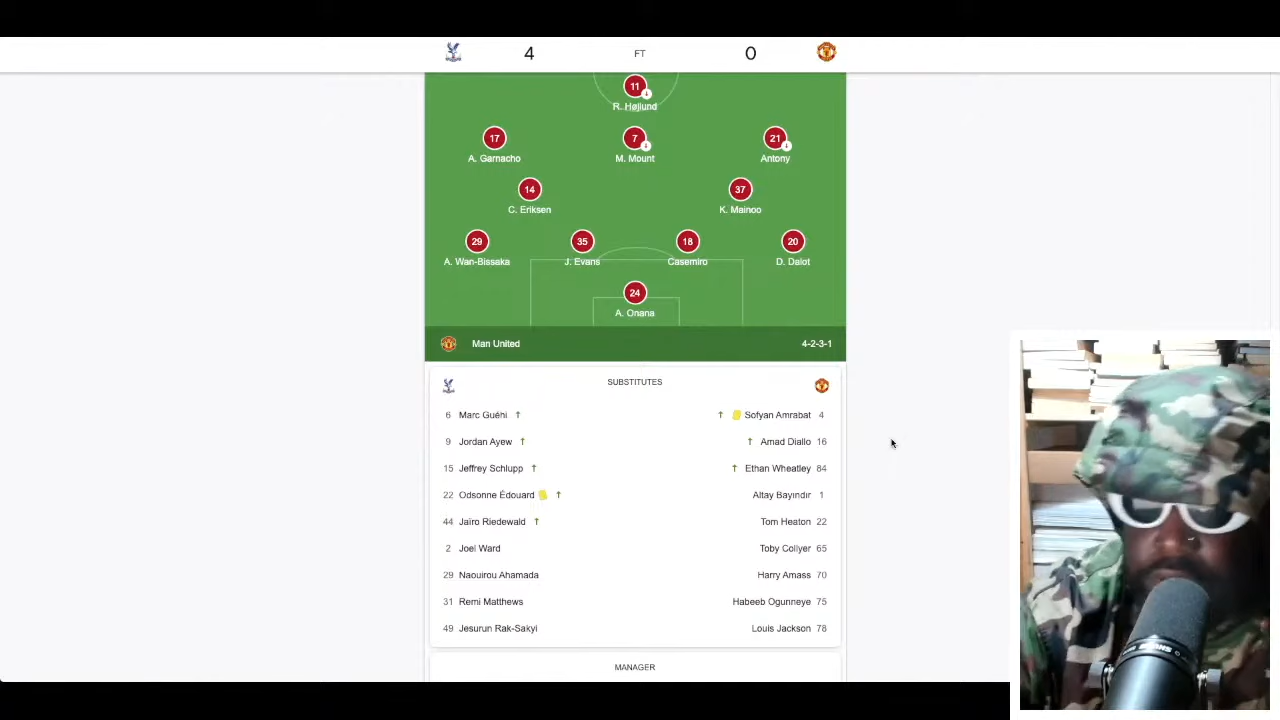 4 FT 0
11
R. Højlund
17 7 21
A. Garnacho M. Mount Antony
14 37
C. Eriksen K. Mainoo
29 35 18 20
A. Wan-Bissaka J. Evans Casemiro D. Dalot
24
A. Onana
Man United 4-2-3-1
SUBSTITUTES
6 Marc Guéhi ↑ ↑ Sofyan Amrabat 4
9 Jordan Ayew ↑ ↑ Amad Diallo 16
15 Jeffrey Schlupp ↑ ↑ Ethan Wheatley 84
22 Odsonne Édouard ↑ Altay Bayındır 1
44 Jaïro Riedewald ↑ Tom Heaton 22
2 Joel Ward Toby Collyer 65
29 Naouirou Ahamada Harry Amass 70
31 Remi Matthews Habeeb Ogunneye 75
49 Jesurun Rak-Sakyi Louis Jackson 78
MANAGER